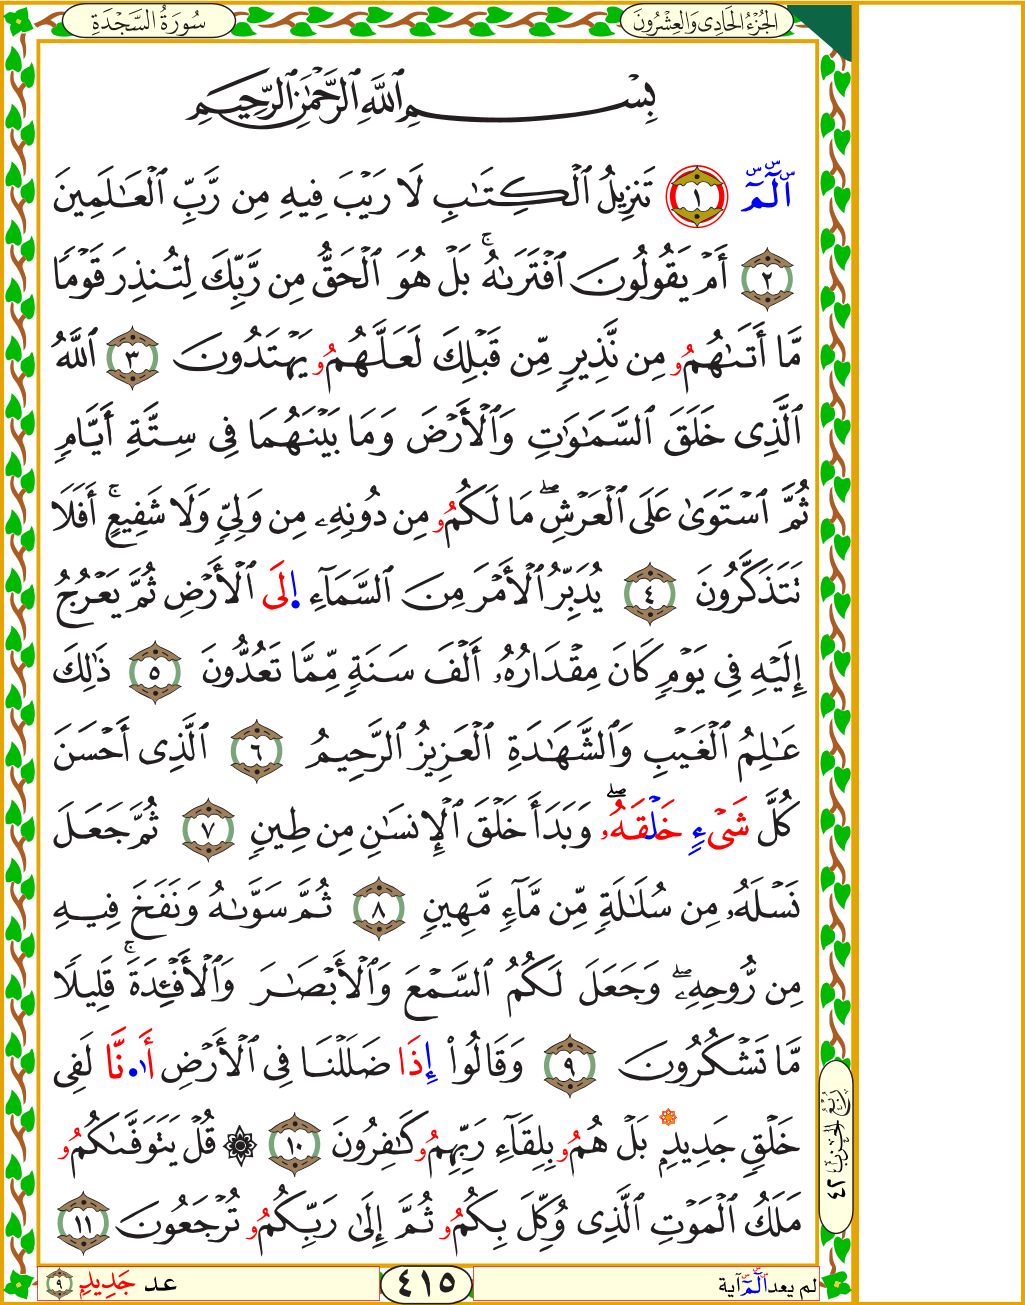 الجُزْءُ الحَادِى وَالعِشْرُونَ
سُورَةُ السَّجْدَةِ
بِسْمِ ٱللَّهِ ٱلرَّحْمَٰنِ ٱلرَّحِيمِ
الٓمٓ ١ تَنزِيلُ ٱلْكِتَٰبِ لَا رَيْبَ فِيهِ مِن رَّبِّ ٱلْعَٰلَمِينَ
٢ أَمْ يَقُولُونَ ٱفْتَرَىٰهُۚ بَلْ هُوَ ٱلْحَقُّ مِن رَّبِّكَ لِتُنذِرَ قَوْمًا
مَّا أَتَىٰهُمُۥ مِن نَّذِيرٍ مِّن قَبْلِكَ لَعَلَّهُمُۥ يَهْتَدُونَ ٣ ٱللَّهُ
ٱلَّذِى خَلَقَ ٱلسَّمَٰوَٰتِ وَٱلْأَرْضَ وَمَا بَيْنَهُمَا فِى سِتَّةِ أَيَّامٍ
ثُمَّ ٱسْتَوَىٰ عَلَى ٱلْعَرْشِۖ مَا لَكُمُۥ مِن دُونِهِۦ مِن وَلِىٍّ وَلَا شَفِيعٍۚ أَفَلَا
تَتَذَكَّرُونَ ٤ يُدَبِّرُ ٱلْأَمْرَ مِنَ ٱلسَّمَآءِ اِ۪لَى ٱلْأَرْضِ ثُمَّ يَعْرُجُ
إِلَيْهِ فِى يَوْمٍ كَانَ مِقْدَارُهُۥ أَلْفَ سَنَةٍ مِّمَّا تَعُدُّونَ ٥ ذَٰلِكَ
عَٰلِمُ ٱلْغَيْبِ وَٱلشَّهَٰدَةِ ٱلْعَزِيزُ ٱلرَّحِيمُ ٦ ٱلَّذِى أَحْسَنَ
كُلَّ شَىْءٍ خَلْقَهُۥۖ وَبَدَأَ خَلْقَ ٱلْإِنسَٰنِ مِن طِينٍ ٧ ثُمَّ جَعَلَ
نَسْلَهُۥ مِن سُلَٰلَةٍ مِّن مَّآءٍ مَّهِينٍ ٨ ثُمَّ سَوَّىٰهُ وَنَفَخَ فِيهِ
مِن رُّوحِهِۦۖ وَجَعَلَ لَكُمُ ٱلسَّمْعَ وَٱلْأَبْصَٰرَ وَٱلْأَفْـِٔدَةَۚ قَلِيلًا
مَّا تَشْكُرُونَ ٩ وَقَالُوا۟ إِذَا ضَلَلْنَا فِى ٱلْأَرْضِ أَا۟۬نَّا لَفِى
خَلْقٍ جَدِيدٍ بَلْ هُمُۥ بِلِقَآءِ رَبِّهِمُۥ كَٰفِرُونَ ١٠ ۞ قُلْ يَتَوَفَّىٰكُمُۥ
مَلَكُ ٱلْمَوْتِ ٱلَّذِى وُكِّلَ بِكُمُۥ ثُمَّ إِلَىٰ رَبِّكُمُۥ تُرْجَعُونَ ١١
رُبْعُ الحِزْبِ ٤٢
لم يعد الٓمٓ آية
٤١٥
عد جَدِيدٍ ٩